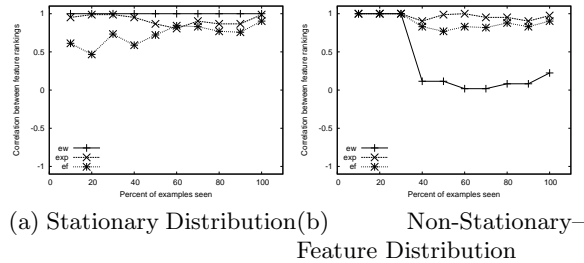 Correlation between feature rankings
1
0.5
0
-0.5
-1
ew
exp
ef
0 20 40 60 80 100
Percent of examples seen
Correlation between feature rankings
1
0.5
0
-0.5
-1
ew
exp
ef
0 20 40 60 80 100
Percent of examples seen
(a) Stationary Distribution
(b) Non-Stationary–
Feature Distribution